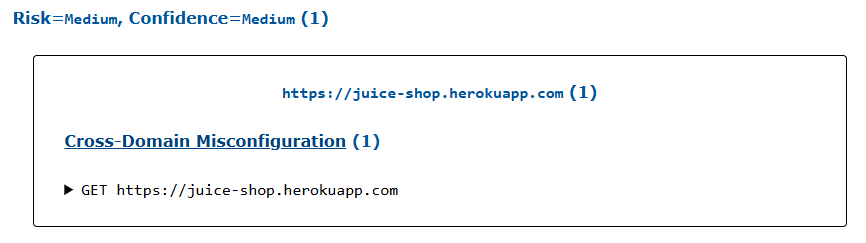 Risk=Medium, Confidence=Medium (1)
https://juice-shop.herokuapp.com (1)
Cross-Domain Misconfiguration (1)
▶ GET https://juice-shop.herokuapp.com